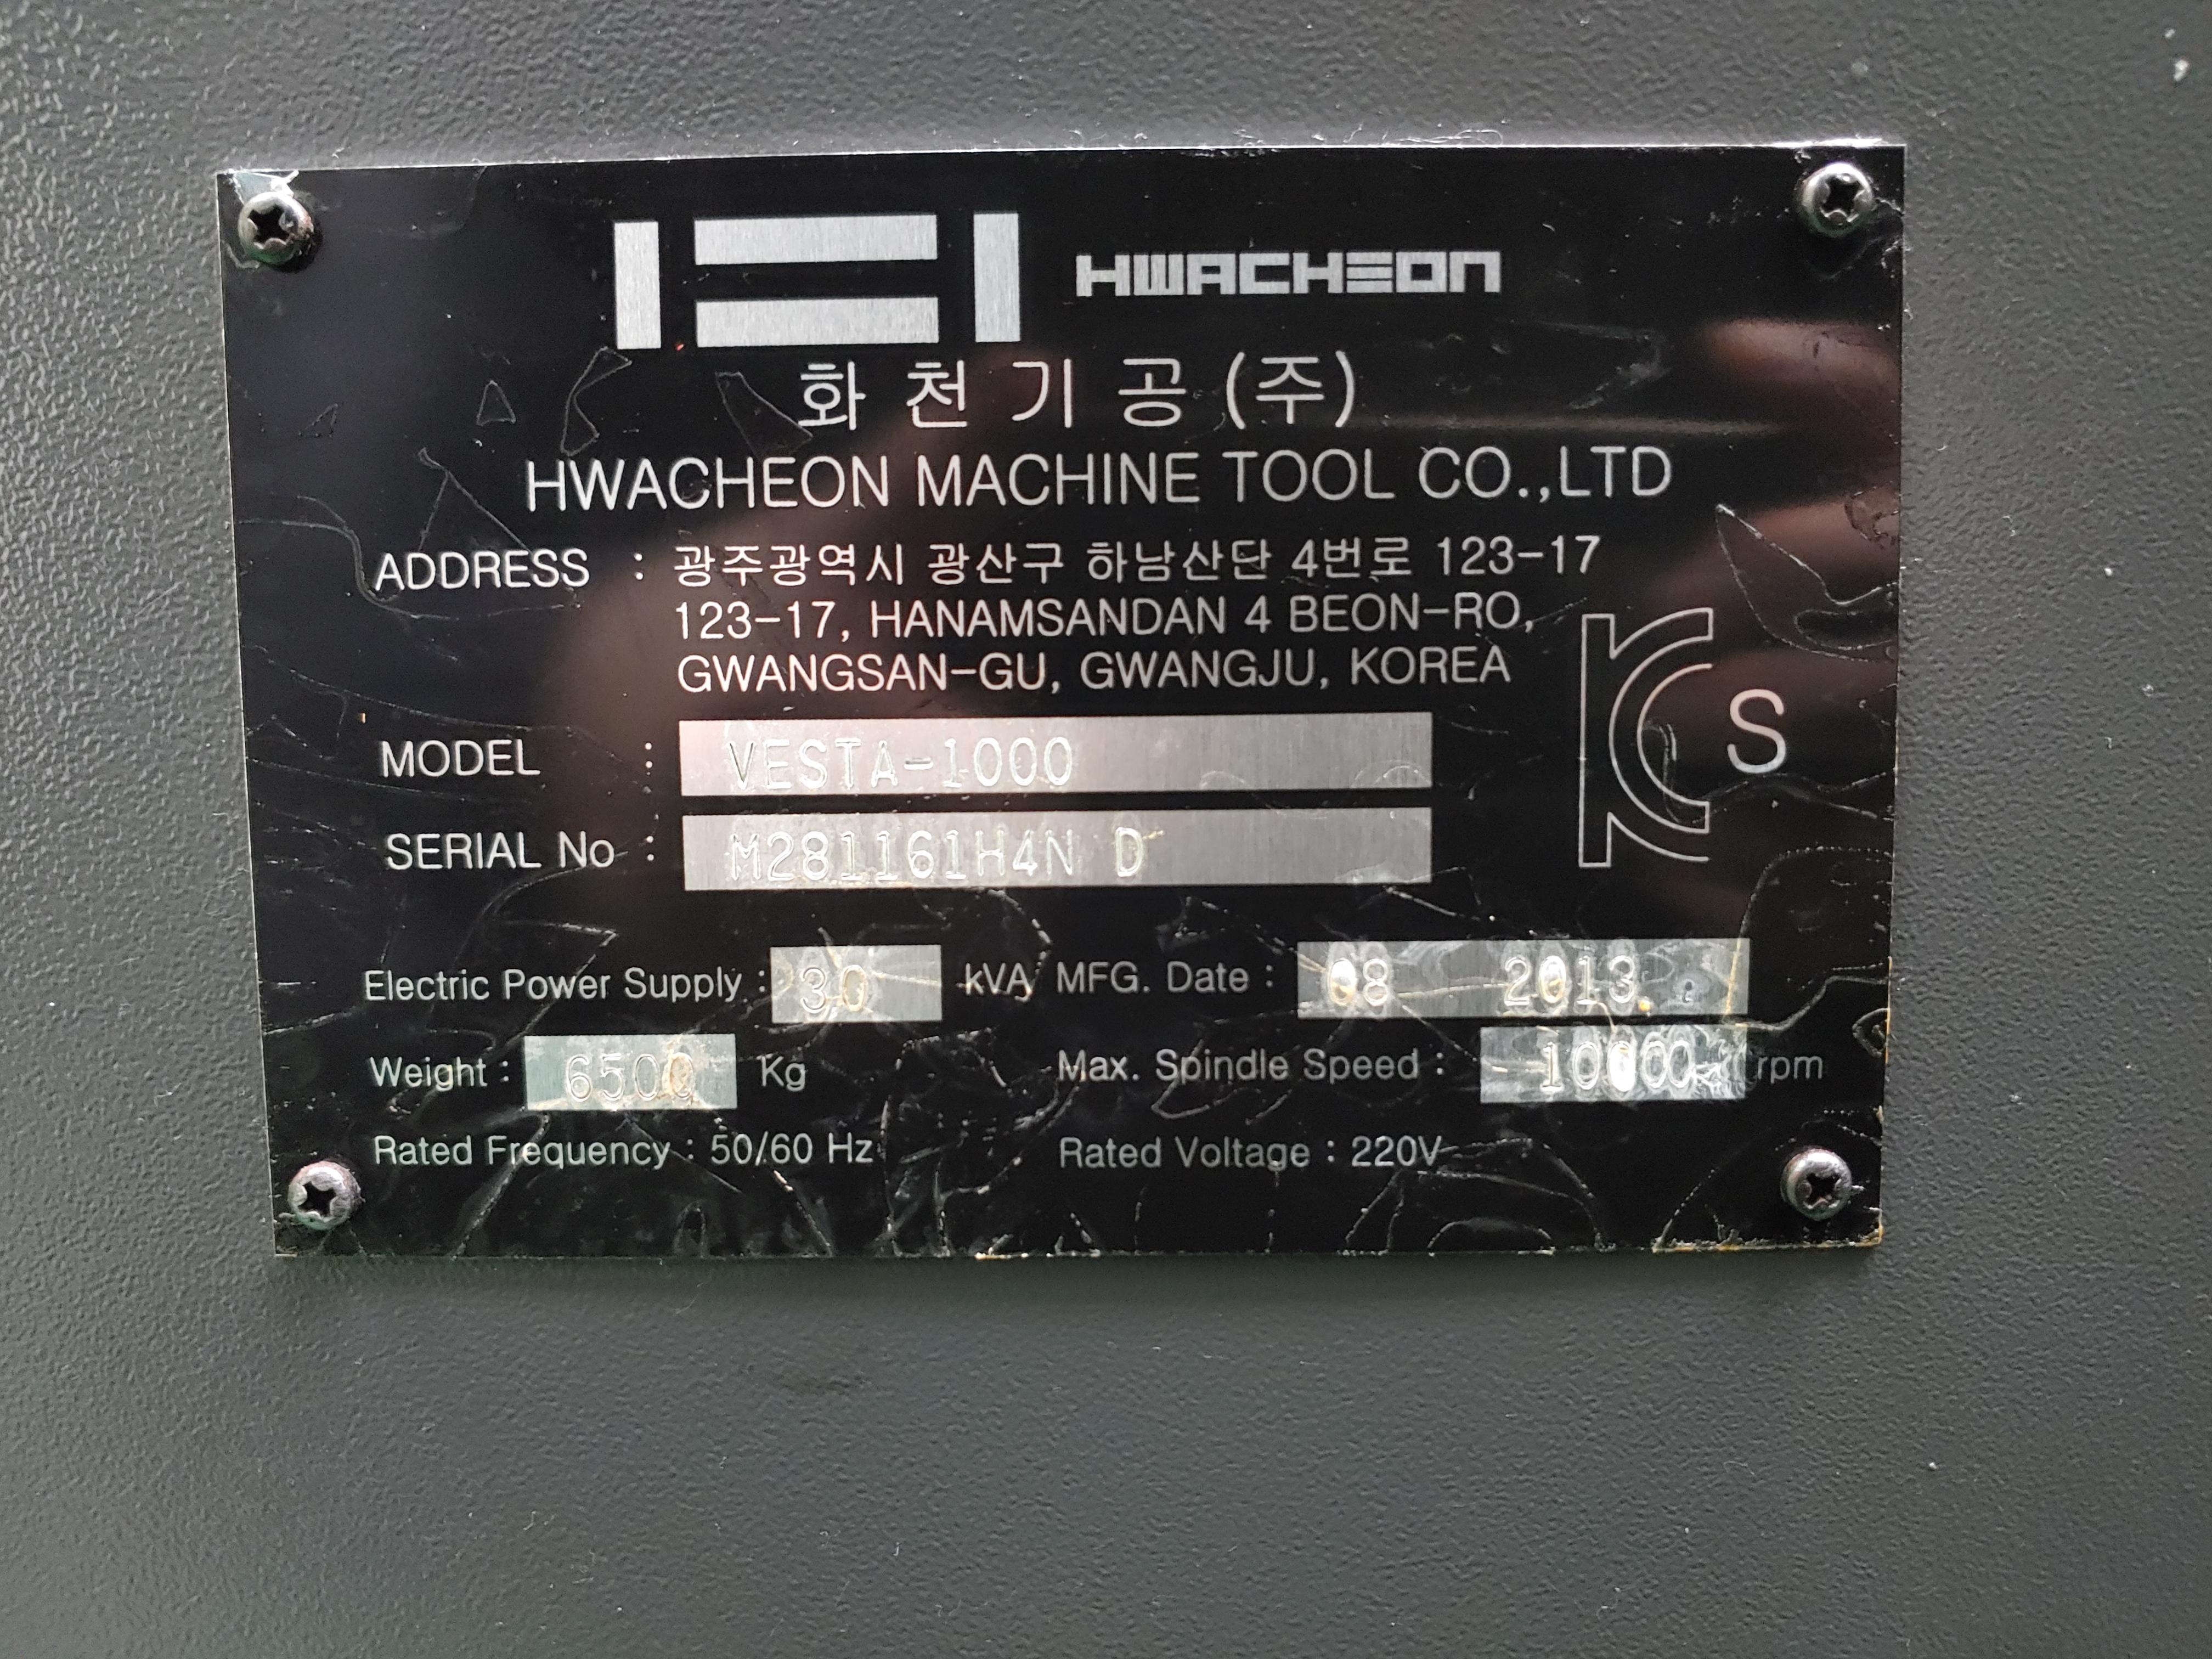 HWACHEON
화천기공(주)
HWACHEON MACHINE TOOL CO.,LTD
ADDRESS : 광주광역시 광산구 하남산단 4번로 123-17
123-17, HANAMSANDAN 4 BEON-RO,
GWANGSAN-GU, GWANGJU, KOREA
KC S
MODEL : VESTA-1000
SERIAL No : M281161H4N D
Electric Power Supply : 30 kVA MFG. Date : 08 2013.
Weight : 6500 Kg Max. Spindle Speed : 10000 rpm
Rated Frequency : 50/60 Hz Rated Voltage : 220V